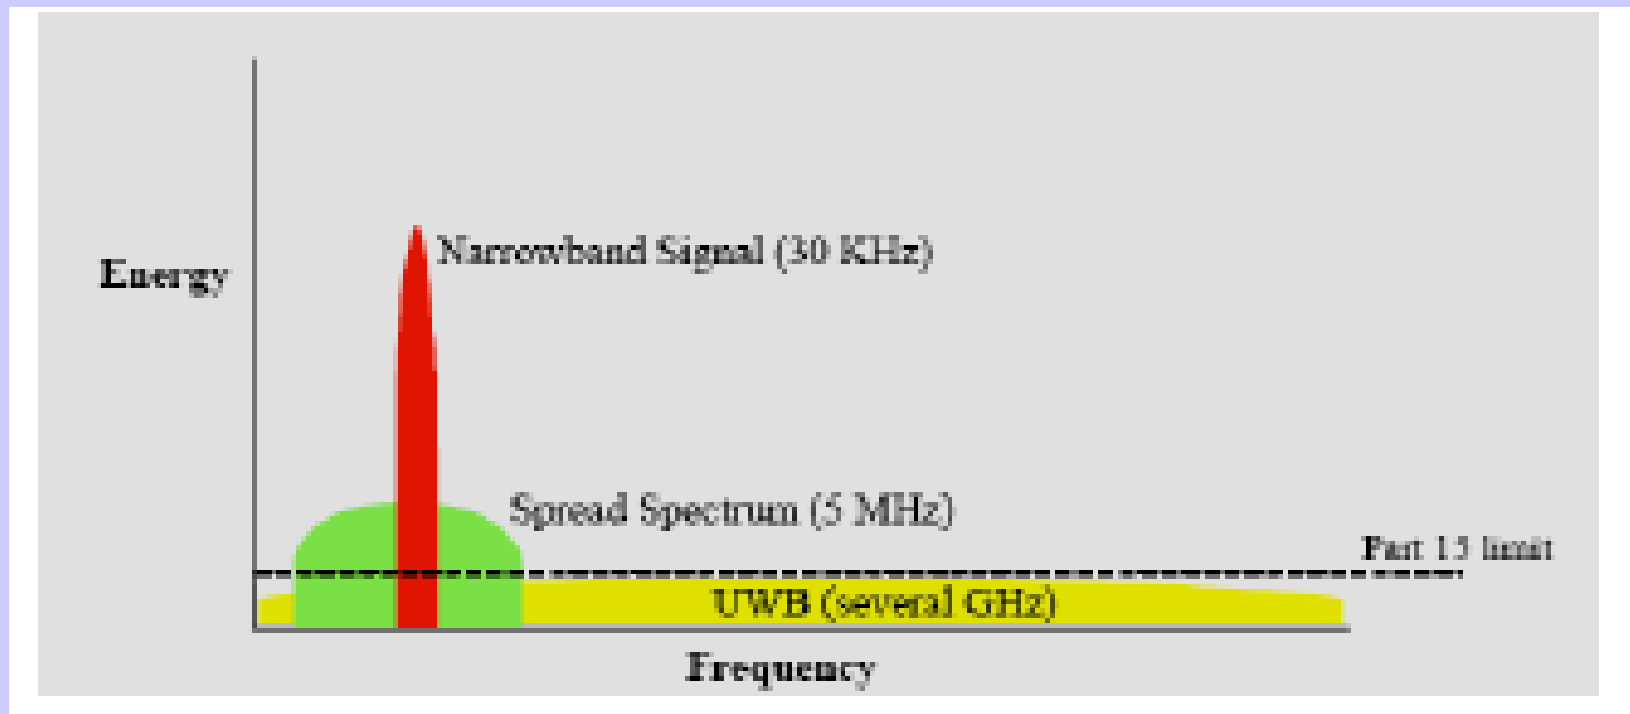 Energy
Narrowband Signal (30 KHz)
Spread Spectrum (5 MHz)
Part 15 limit
UWB (several GHz)
Frequency